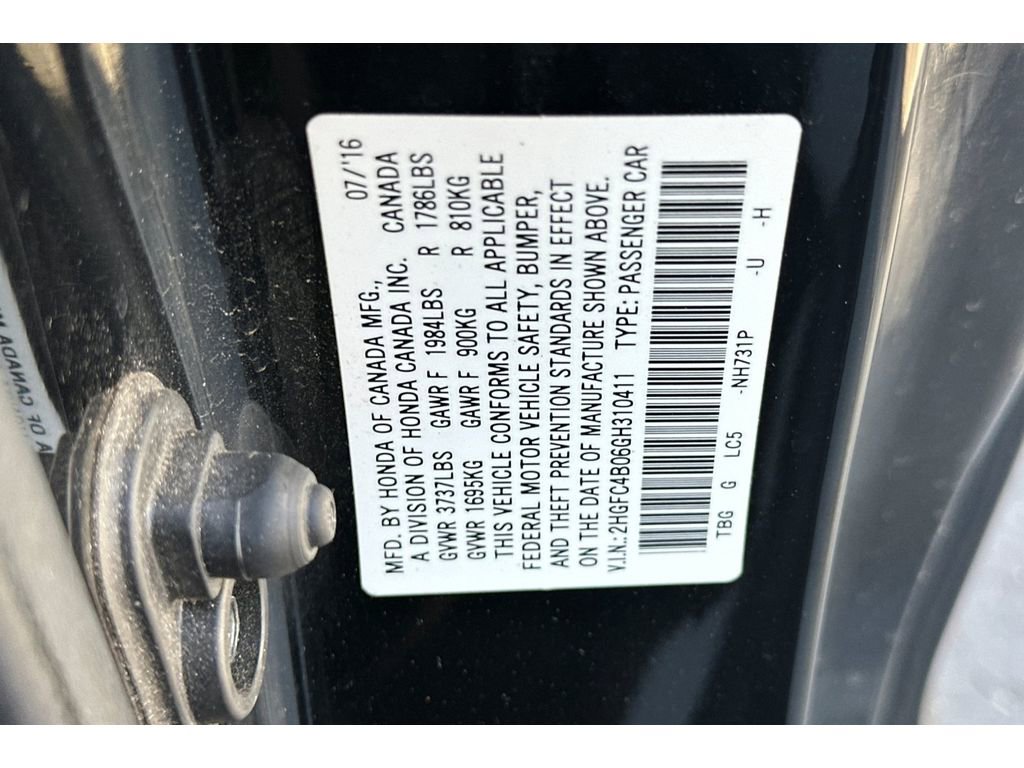 MFD. BY HONDA OF CANADA MFG., 07/'16
A DIVISION OF HONDA CANADA INC. CANADA
GVWR 3737LBS GAWR F 1984LBS R 1786LBS
GVWR 1695KG GAWR F 900KG R 810KG
THIS VEHICLE CONFORMS TO ALL APPLICABLE
FEDERAL MOTOR VEHICLE SAFETY, BUMPER,
AND THEFT PREVENTION STANDARDS IN EFFECT
ON THE DATE OF MANUFACTURE SHOWN ABOVE.
V.I.N.: 2HGFC4B06GH310411 TYPE: PASSENGER CAR
TBG G LC5 -NH731P -U -H
A OF CANADA M